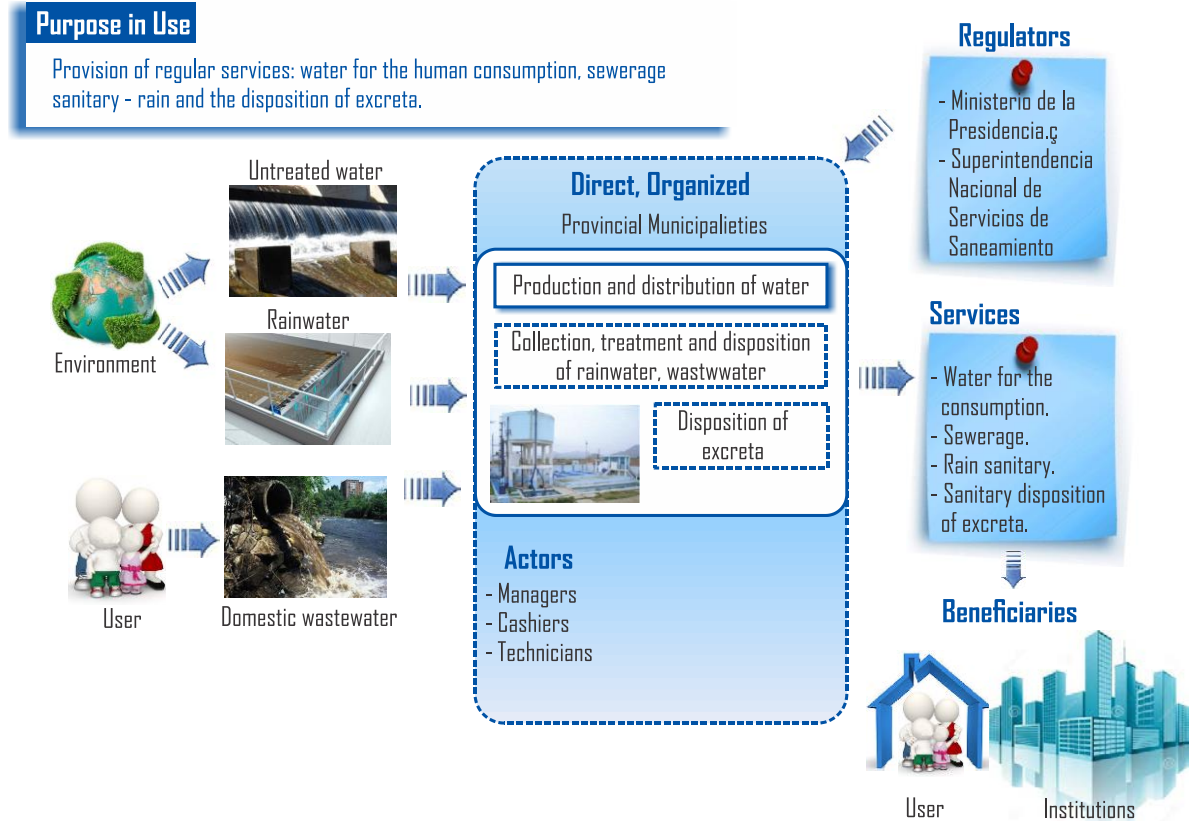 Purpose in Use
Provision of regular services: water for the human consumption, sewerage
sanitary - rain and the disposition of excreta.
Untreated water
Rainwater
Environment
User
Domestic wastewater
Direct, Organized
Provincial Municipalieties
Production and distribution of water
Collection, treatment and disposition
of rainwater, wastwwater
Disposition of
excreta
Actors
- Managers
- Cashiers
- Technicians
Regulators
- Ministerio de la
Presidencia.ç
- Superintendencia
Nacional de
Servicios de
Saneamiento
Services
- Water for the
consumption.
- Sewerage.
- Rain sanitary.
- Sanitary disposition
of excreta.
Beneficiaries
User
Institutions